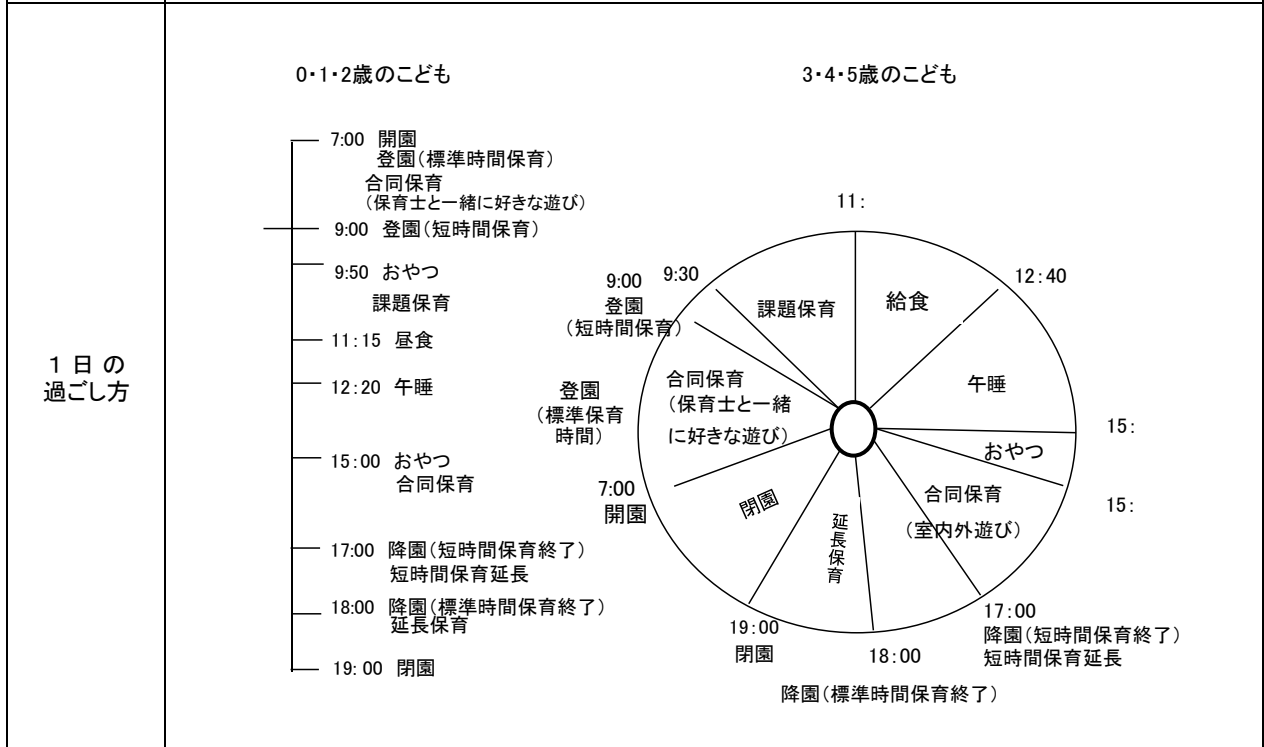 1 日 の
過ごし方
0・1・2歳のこども
7:00 開園
登園(標準時間保育)
合同保育
(保育士と一緒に好きな遊び)
9:00 登園(短時間保育)
9:50 おやつ
課題保育
11:15 昼食
12:20 午睡
15:00 おやつ
合同保育
17:00 降園(短時間保育終了)
短時間保育延長
18:00 降園(標準時間保育終了)
延長保育
19:00 閉園
3・4・5歳のこども
11:
給食
12:40
午睡
15:
おやつ
15:
合同保育
(室内外遊び)
17:00
降園(短時間保育終了)
短時間保育延長
18:00
降園(標準時間保育終了)
延長保育
19:00
閉園
閉園
7:00
開園
登園
(標準保育
時間)
合同保育
(保育士と一緒
に好きな遊び)
9:00
登園
(短時間保育)
9:30
課題保育